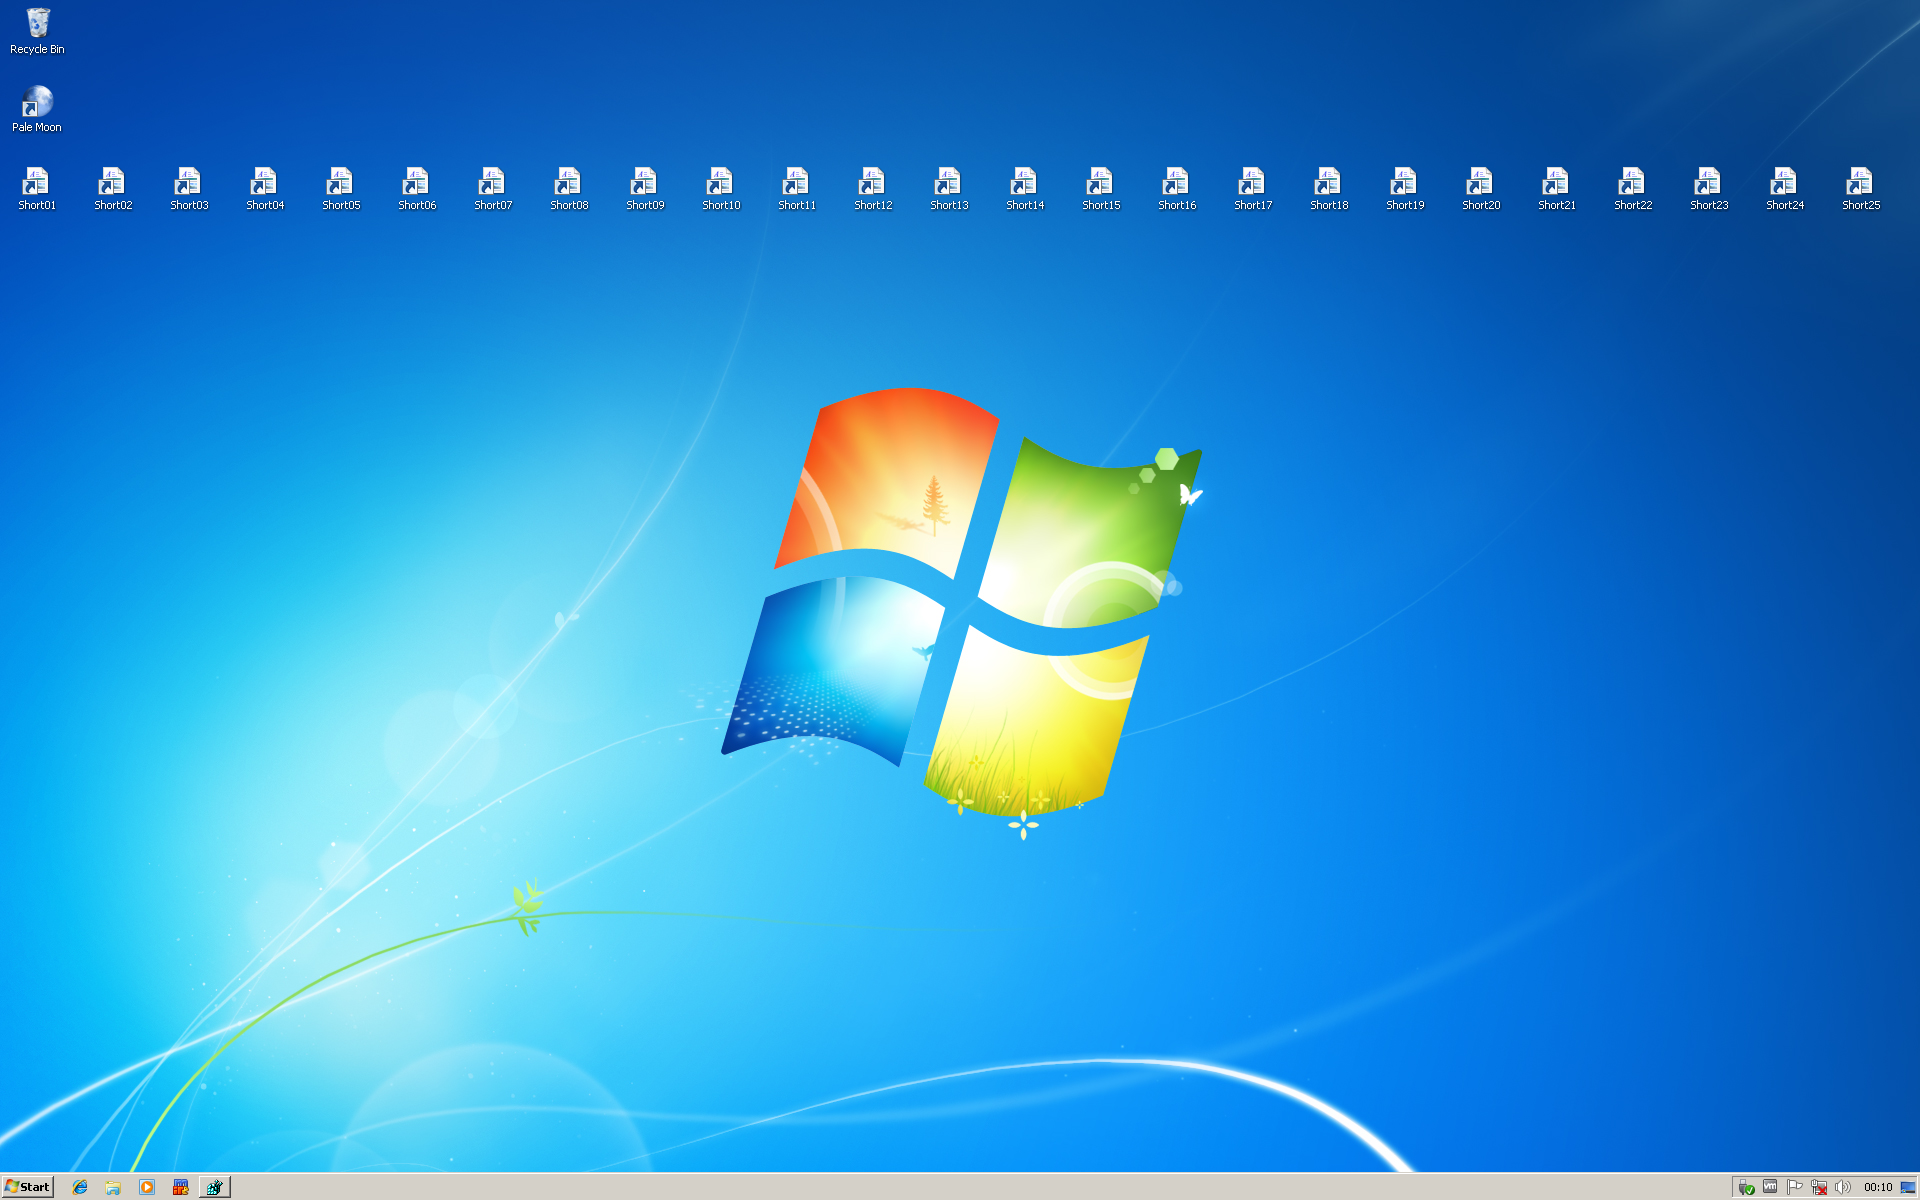 Recycle Bin
Pale Moon
Short01 Short02 Short03 Short04 Short05 Short06 Short07 Short08 Short09 Short10 Short11 Short12 Short13 Short14 Short15 Short16 Short17 Short18 Short19 Short20 Short21 Short22 Short23 Short24 Short25
Start 00:10